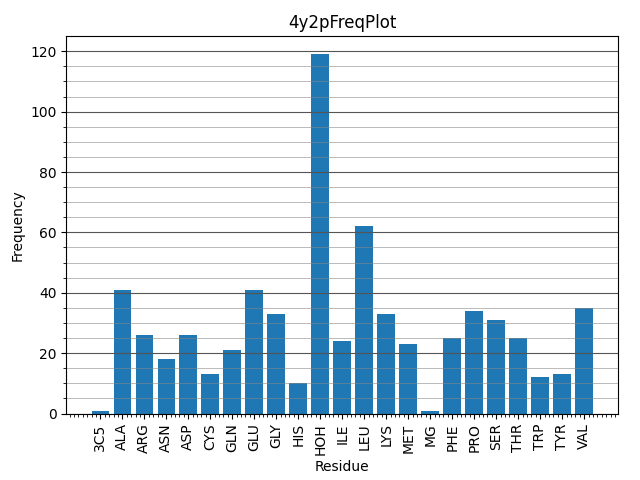 4y2pFreqPlot
120
100
80
60
40
20
0
Frequency
3C5 ALA ARG ASN ASP CYS GLN GLU GLY HIS HOH ILE LEU LYS MET MG PHE PRO SER THR TRP TYR VAL
Residue